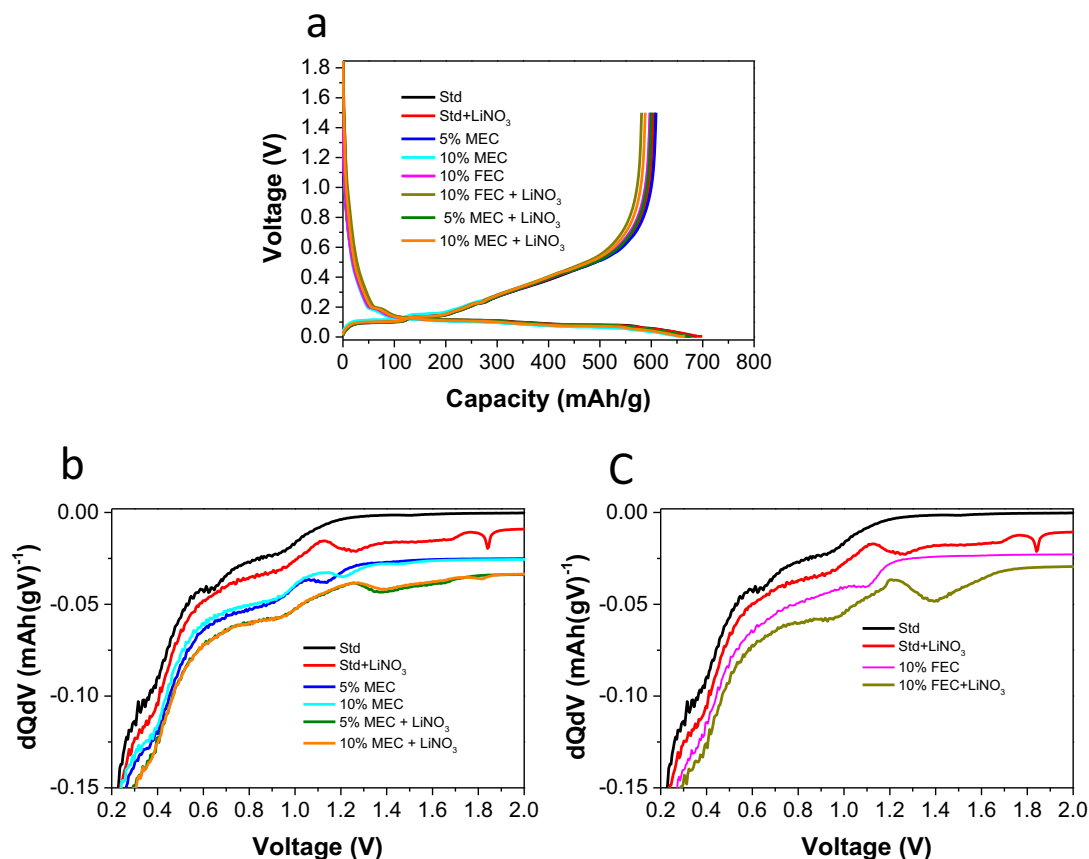 a
1.8
1.6
1.4
1.2
1.0
0.8
0.6
0.4
0.2
0.0
Voltage (V)
Std
Std+LiNO3
5% MEC
10% MEC
10% FEC
10% FEC + LiNO3
5% MEC + LiNO3
10% MEC + LiNO3
0 100 200 300 400 500 600 700 800
Capacity (mAh/g)
b
0.00
-0.05
-0.10
-0.15
dQdV (mAh(gV)-1
Std
Std+LiNO3
5% MEC
10% MEC
5% MEC + LiNO3
10% MEC + LiNO3
0.2 0.4 0.6 0.8 1.0 1.2 1.4 1.6 1.8 2.0
Voltage (V)
C
0.00
-0.05
-0.10
-0.15
dQdV (mAh(gV)-1
Std
Std+LiNO3
10% FEC
10% FEC+LiNO3
0.2 0.4 0.6 0.8 1.0 1.2 1.4 1.6 1.8 2.0
Voltage (V)